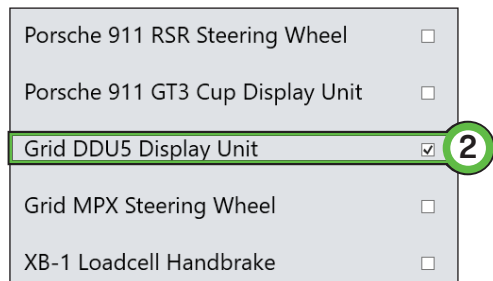 Porsche 911 RSR Steering Wheel
Porsche 911 GT3 Cup Display Unit
Grid DDU5 Display Unit 2
Grid MPX Steering Wheel
XB-1 Loadcell Handbrake